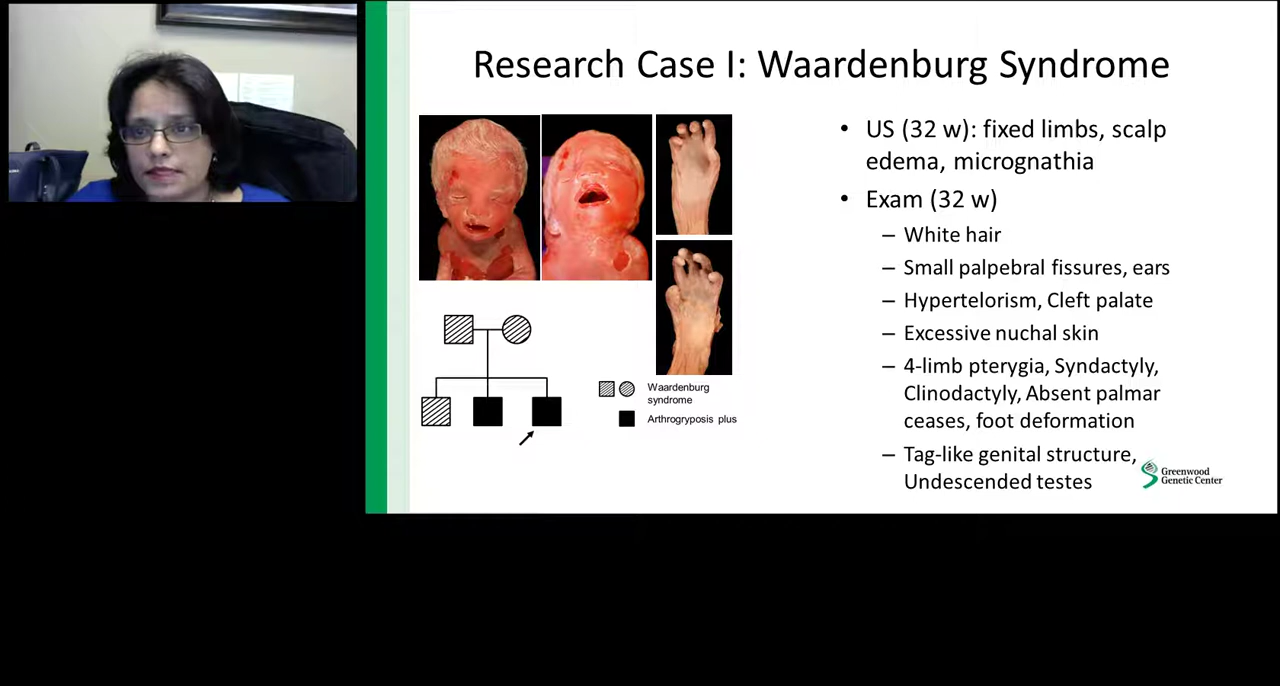 Research Case I: Waardenburg Syndrome
• US (32 w): fixed limbs, scalp
edema, micrognathia
• Exam (32 w)
– White hair
– Small palpebral fissures, ears
– Hypertelorism, Cleft palate
– Excessive nuchal skin
– 4-limb pterygia, Syndactyly,
Clinodactyly, Absent palmar
ceases, foot deformation
– Tag-like genital structure,
Undescended testes
Waardenburg
syndrome
Arthrogryposis plus
Greenwood
Genetic Center